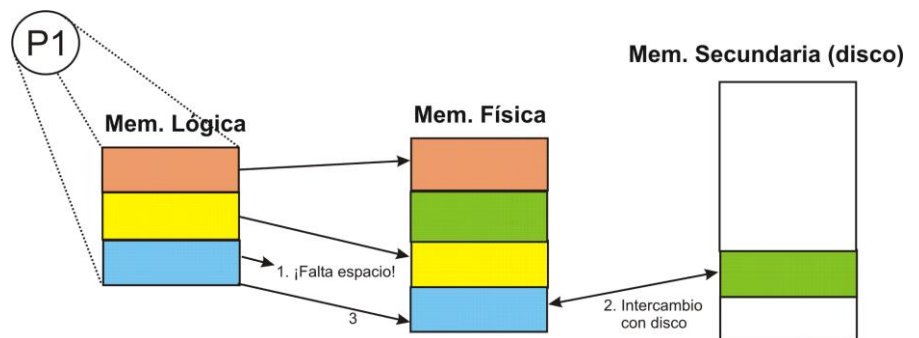 P1
Mem. Lógica
Mem. Física
Mem. Secundaria (disco)
1. ¡Falta espacio!
3
2. Intercambio
con disco